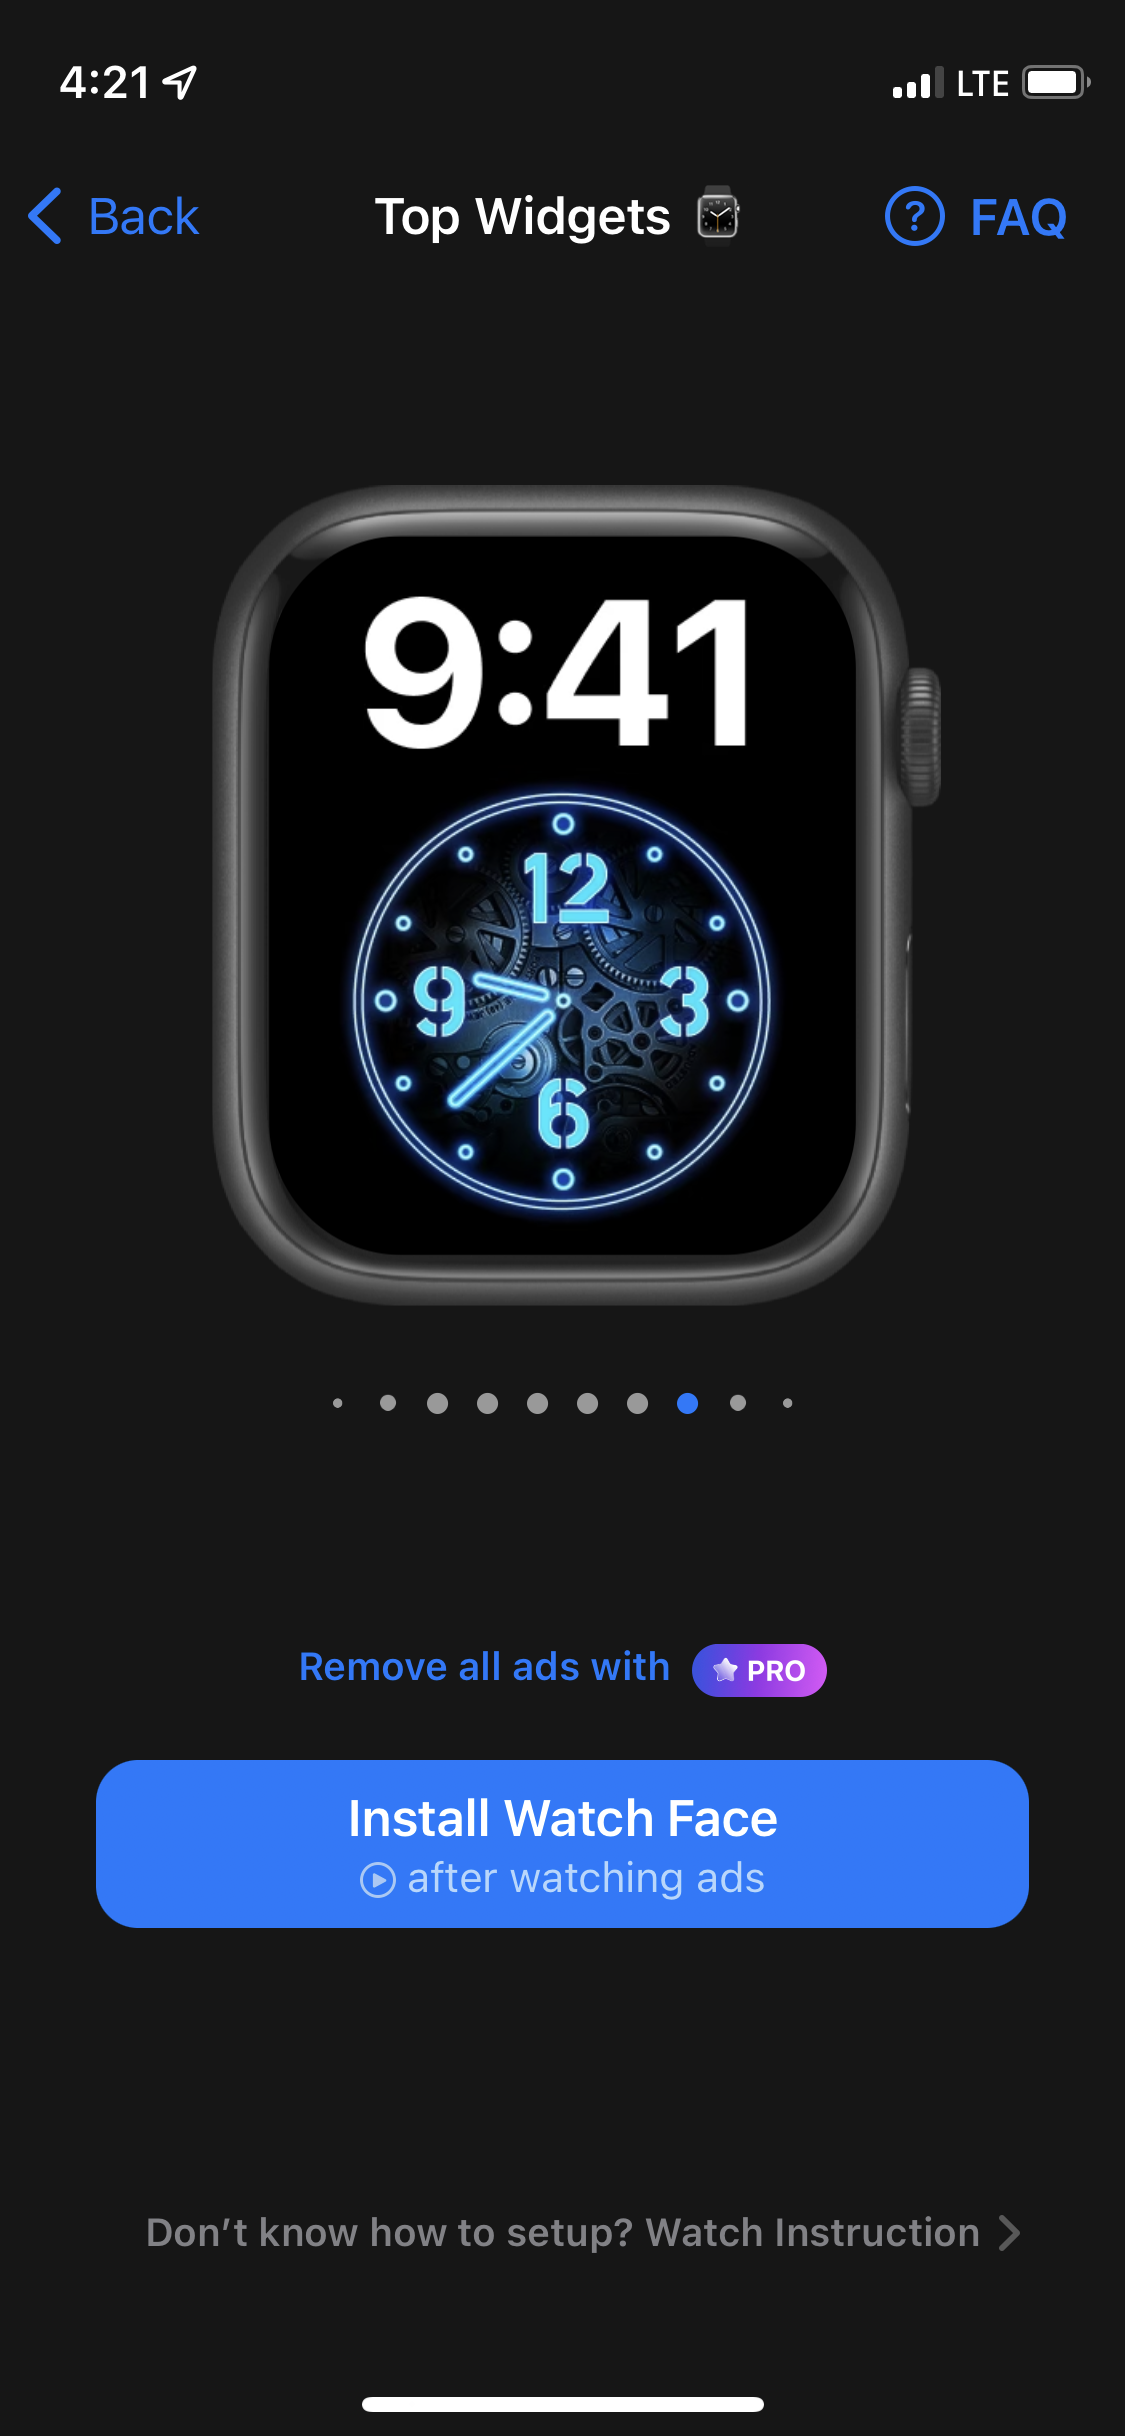 4:21 LTE
Back Top Widgets FAQ
9:41
12
9 3
6
Remove all ads with PRO
Install Watch Face
after watching ads
Don't know how to setup? Watch Instruction